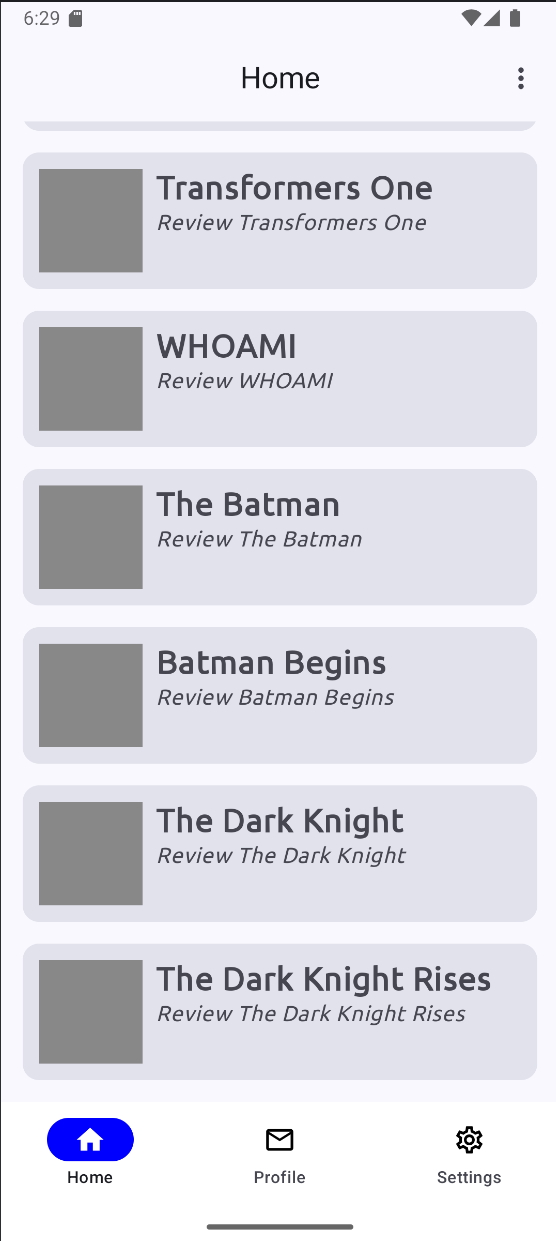 6:29
Home
Transformers One
Review Transformers One
WHOAMI
Review WHOAMI
The Batman
Review The Batman
Batman Begins
Review Batman Begins
The Dark Knight
Review The Dark Knight
The Dark Knight Rises
Review The Dark Knight Rises
Home Profile Settings